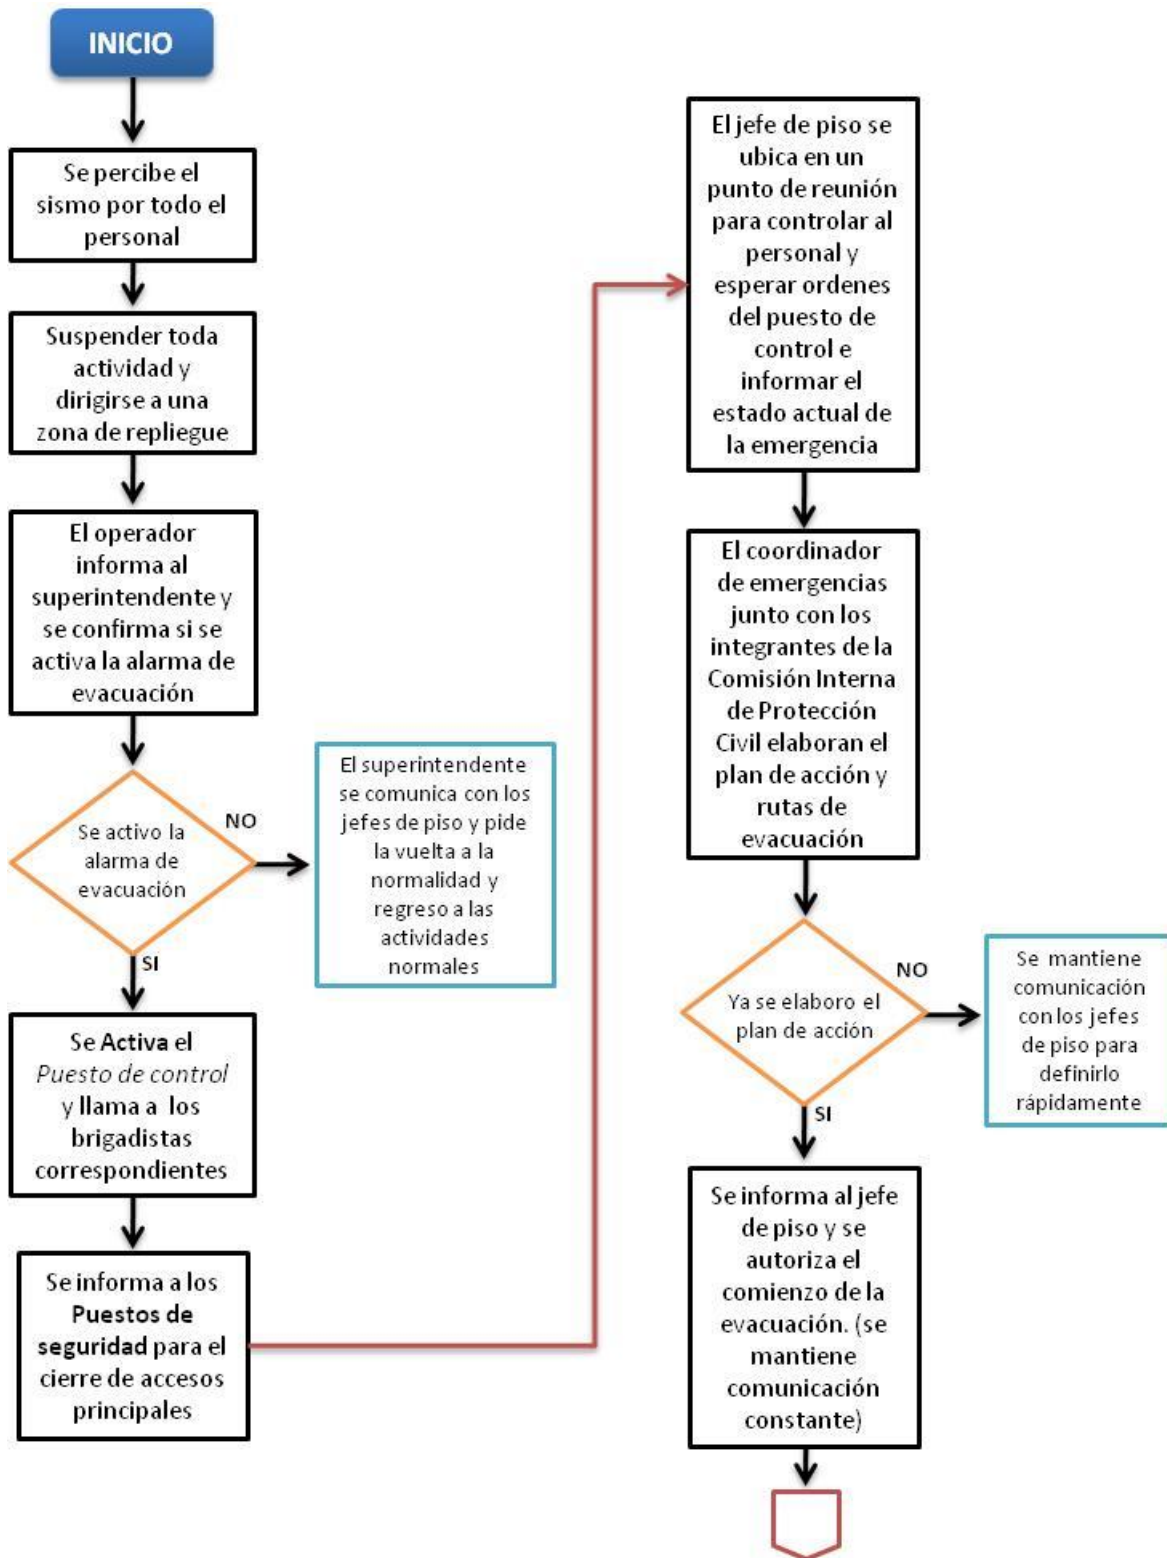 INICIO
Se percibe el
sismo por todo el
personal
Suspender toda
actividad y
dirigirse a una
zona de repliegue
El operador
informa al
superintendente y
se confirma si se
activa la alarma de
evacuación
Se activo la
alarma de
evacuación
NO
El superintendente
se comunica con los
jefes de piso y pide
la vuelta a la
normalidad y
regreso a las
actividades
normales
SI
Se Activa el
Puesto de control
y llama a los
brigadistas
correspondientes
Se informa a los
Puestos de
seguridad para el
cierre de accesos
principales
El jefe de piso se
ubica en un
punto de reunión
para controlar al
personal y
esperar ordenes
del puesto de
control e
informar el
estado actual de
la emergencia
El coordinador
de emergencias
junto con los
integrantes de la
Comisión Interna
de Protección
Civil elaboran el
plan de acción y
rutas de
evacuación
Ya se elaboro el
plan de acción
NO
Se mantiene
comunicación
con los jefes
de piso para
definirlo
rápidamente
SI
Se informa al jefe
de piso y se
autoriza el
comienzo de la
evacuación. (se
mantiene
comunicación
constante)